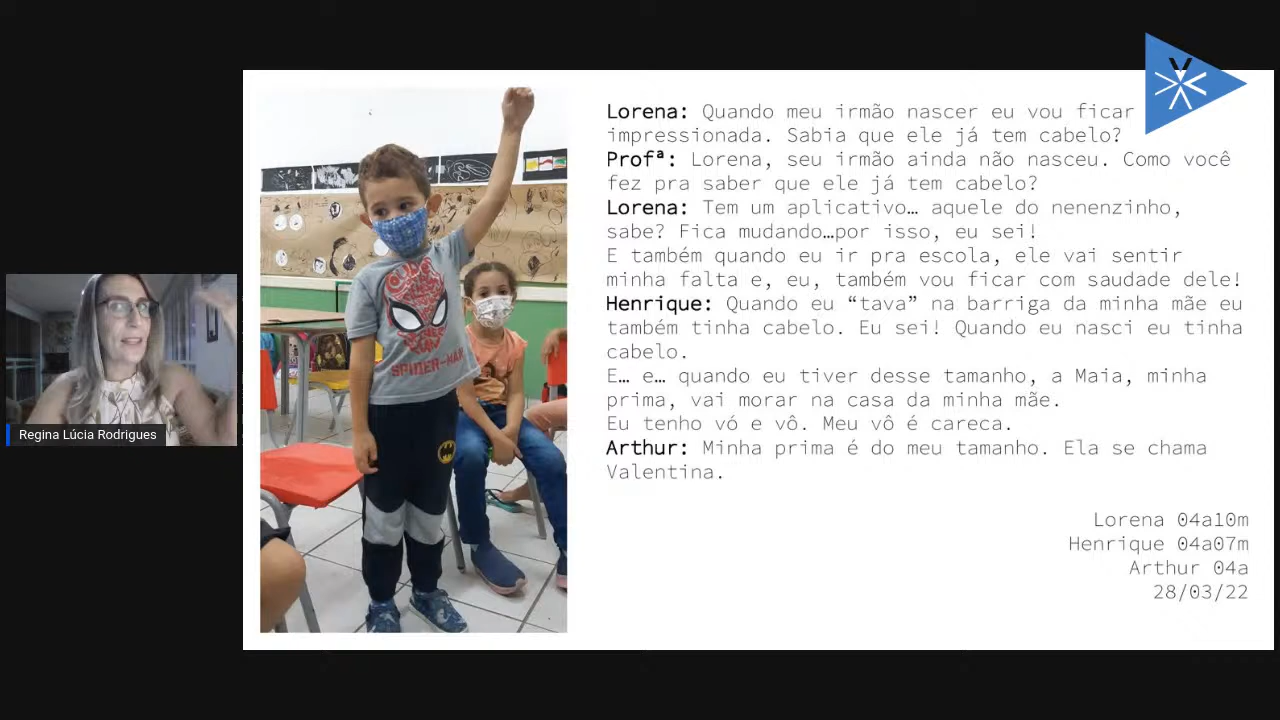 Lorena: Quando meu irmão nascer eu vou ficar
impressionada. Sabia que ele já tem cabelo?
Profª: Lorena, seu irmão ainda não nasceu. Como você
fez pra saber que ele já tem cabelo?
Lorena: Tem um aplicativo… aquele do nenenzinho,
sabe? Fica mudando…por isso, eu sei!
E também quando eu ir pra escola, ele vai sentir
minha falta e, eu, também vou ficar com saudade dele!
Henrique: Quando eu “tava” na barriga da minha mãe eu
também tinha cabelo. Eu sei! Quando eu nasci eu tinha
cabelo.
E… e… quando eu tiver desse tamanho, a Maia, minha
prima, vai morar na casa da minha mãe.
Eu tenho vó e vô. Meu vô é careca.
Arthur: Minha prima é do meu tamanho. Ela se chama
Valentina.
Lorena 04a10m
Henrique 04a07m
Arthur 04a
28/03/22
SPIDER-MAN
Regina Lúcia Rodrigues